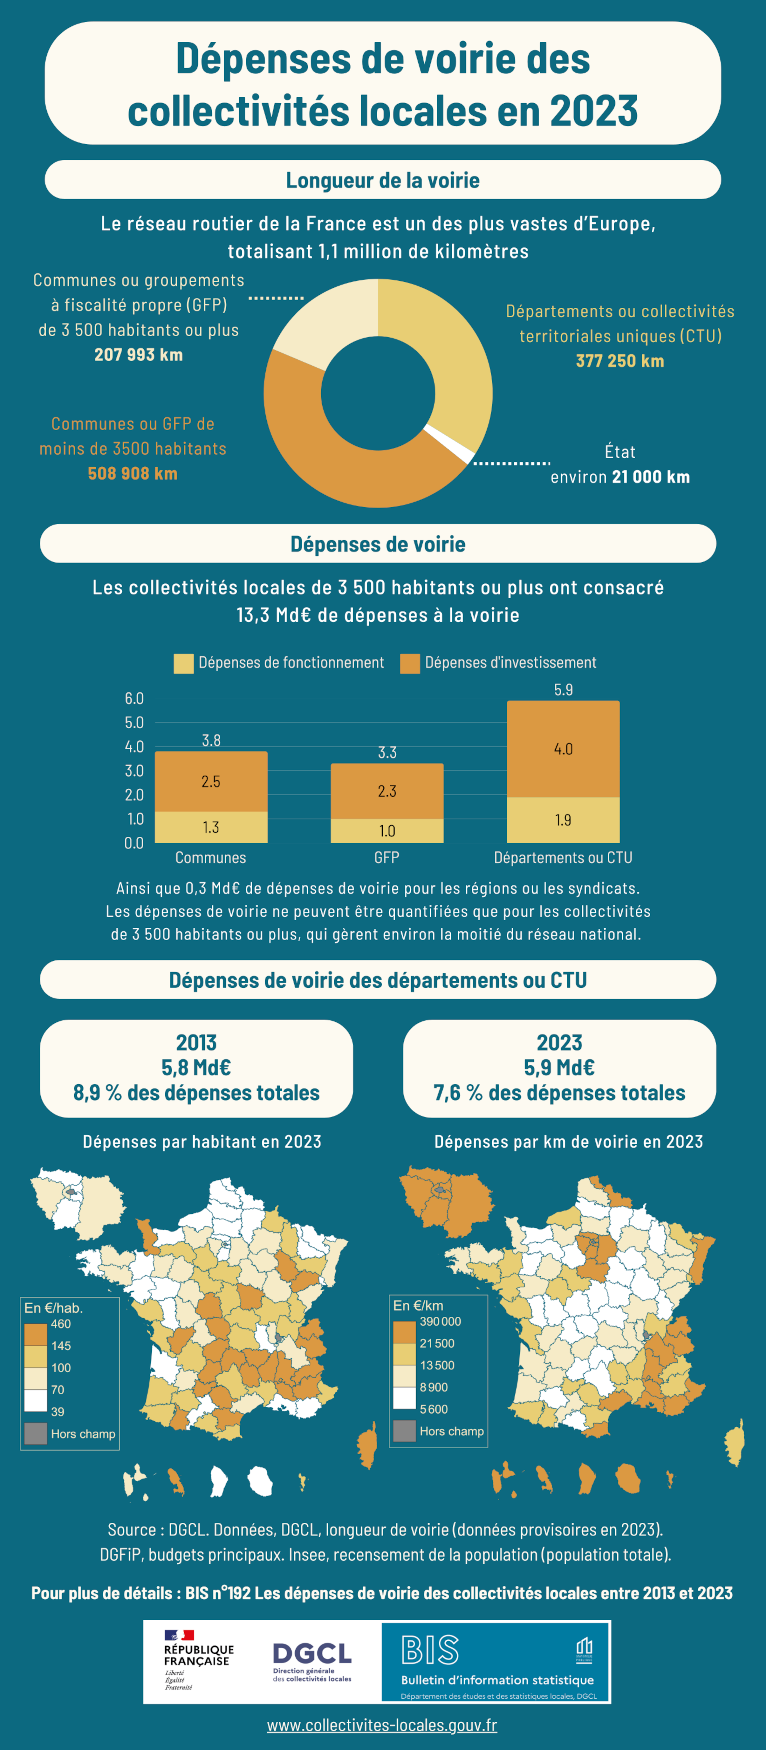 Dépenses de voirie des
collectivités locales en 2023
Longueur de la voirie
Le réseau routier de la France est un des plus vastes d'Europe,
totalisant 1,1 million de kilomètres
Communes ou groupements
à fiscalité propre (GFP)
de 3 500 habitants ou plus
207 993 km
Départements ou collectivités
territoriales uniques (CTU)
377 250 km
Communes ou GFP de
moins de 3500 habitants
508 908 km
État
environ 21 000 km
Dépenses de voirie
Les collectivités locales de 3 500 habitants ou plus ont consacré
13,3 Md€ de dépenses à la voirie
Dépenses de fonctionnement
Dépenses d'investissement
6.0
5.0
4.0
3.0
2.0
1.0
0.0
3.8
2.5
1.3
3.3
2.3
1.0
5.9
4.0
1.9
Communes
GFP
Départements ou CTU
Ainsi que 0,3 Md€ de dépenses de voirie pour les régions ou les syndicats.
Les dépenses de voirie ne peuvent être quantifiées que pour les collectivités
de 3 500 habitants ou plus, qui gèrent environ la moitié du réseau national.
Dépenses de voirie des départements ou CTU
2013
5,8 Md€
8,9 % des dépenses totales
2023
5,9 Md€
7,6 % des dépenses totales
Dépenses par habitant en 2023
En €/hab.
460
145
100
70
39
Hors champ
Dépenses par km de voirie en 2023
En €/km
390 000
21 500
13 500
8 900
5 600
Hors champ
Source : DGCL. Données, DGCL, longueur de voirie (données provisoires en 2023).
DGFiP, budgets principaux. Insee, recensement de la population (population totale).
Pour plus de détails : BIS n°192 Les dépenses de voirie des collectivités locales entre 2013 et 2023
RÉPUBLIQUE
FRANÇAISE
Liberté
Égalité
Fraternité
DGCL
Direction générale
des collectivités locales
BIS
Bulletin d'information statistique
Département des études et des statistiques locales, DGCL
www.collectivites-locales.gouv.fr